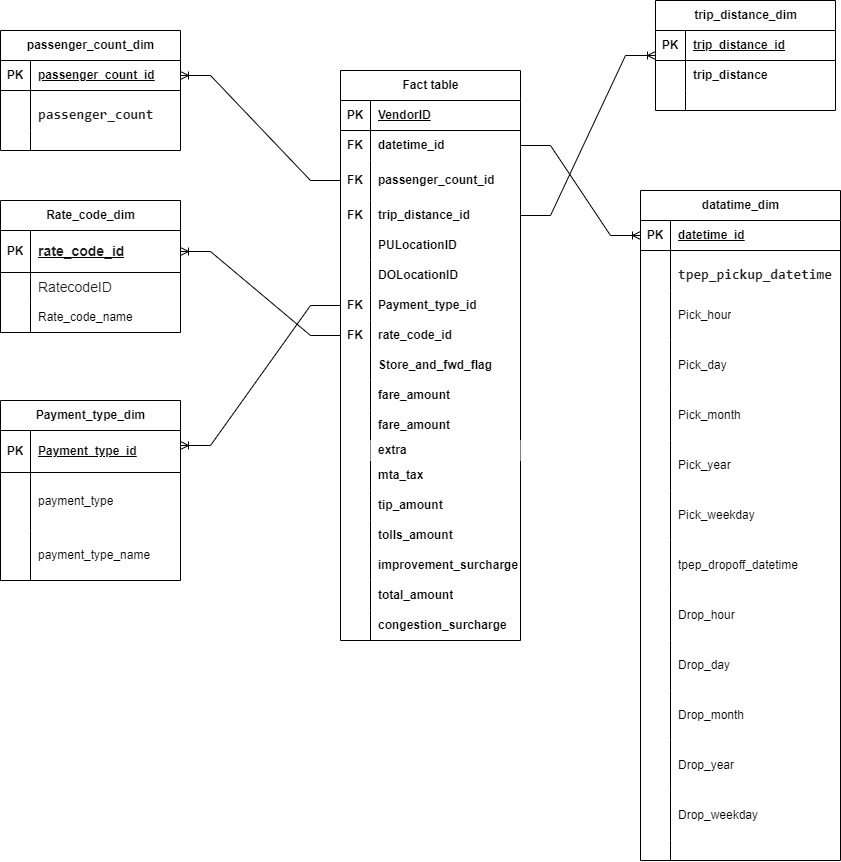 passenger_count_dim
PK passenger_count_id
passenger_count
Rate_code_dim
PK rate_code_id
RatecodeID
Rate_code_name
Payment_type_dim
PK Payment_type_id
payment_type
payment_type_name
Fact table
PK VendorID
FK datetime_id
FK passenger_count_id
FK trip_distance_id
PULocationID
DOLocationID
FK Payment_type_id
FK rate_code_id
Store_and_fwd_flag
fare_amount
fare_amount
extra
mta_tax
tip_amount
tolls_amount
improvement_surcharge
total_amount
congestion_surcharge
trip_distance_dim
PK trip_distance_id
trip_distance
datatime_dim
PK datetime_id
tpep_pickup_datetime
Pick_hour
Pick_day
Pick_month
Pick_year
Pick_weekday
tpep_dropoff_datetime
Drop_hour
Drop_day
Drop_month
Drop_year
Drop_weekday